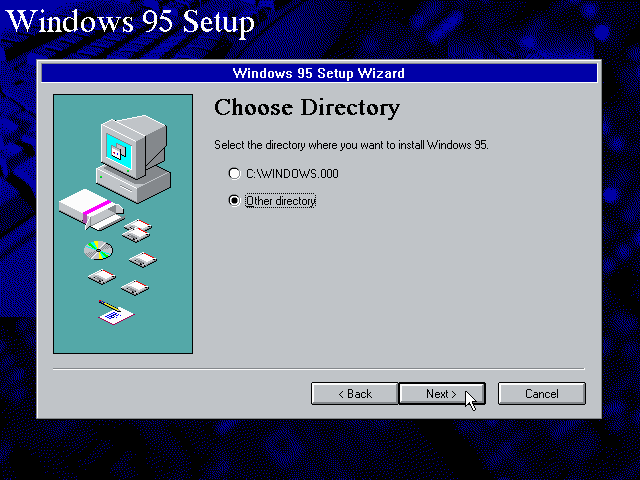 Windows 95 Setup
Windows 95 Setup Wizard
Choose Directory
Select the directory where you want to install Windows 95.
C:\WINDOWS.000
Other directory
< Back
Next >
Cancel